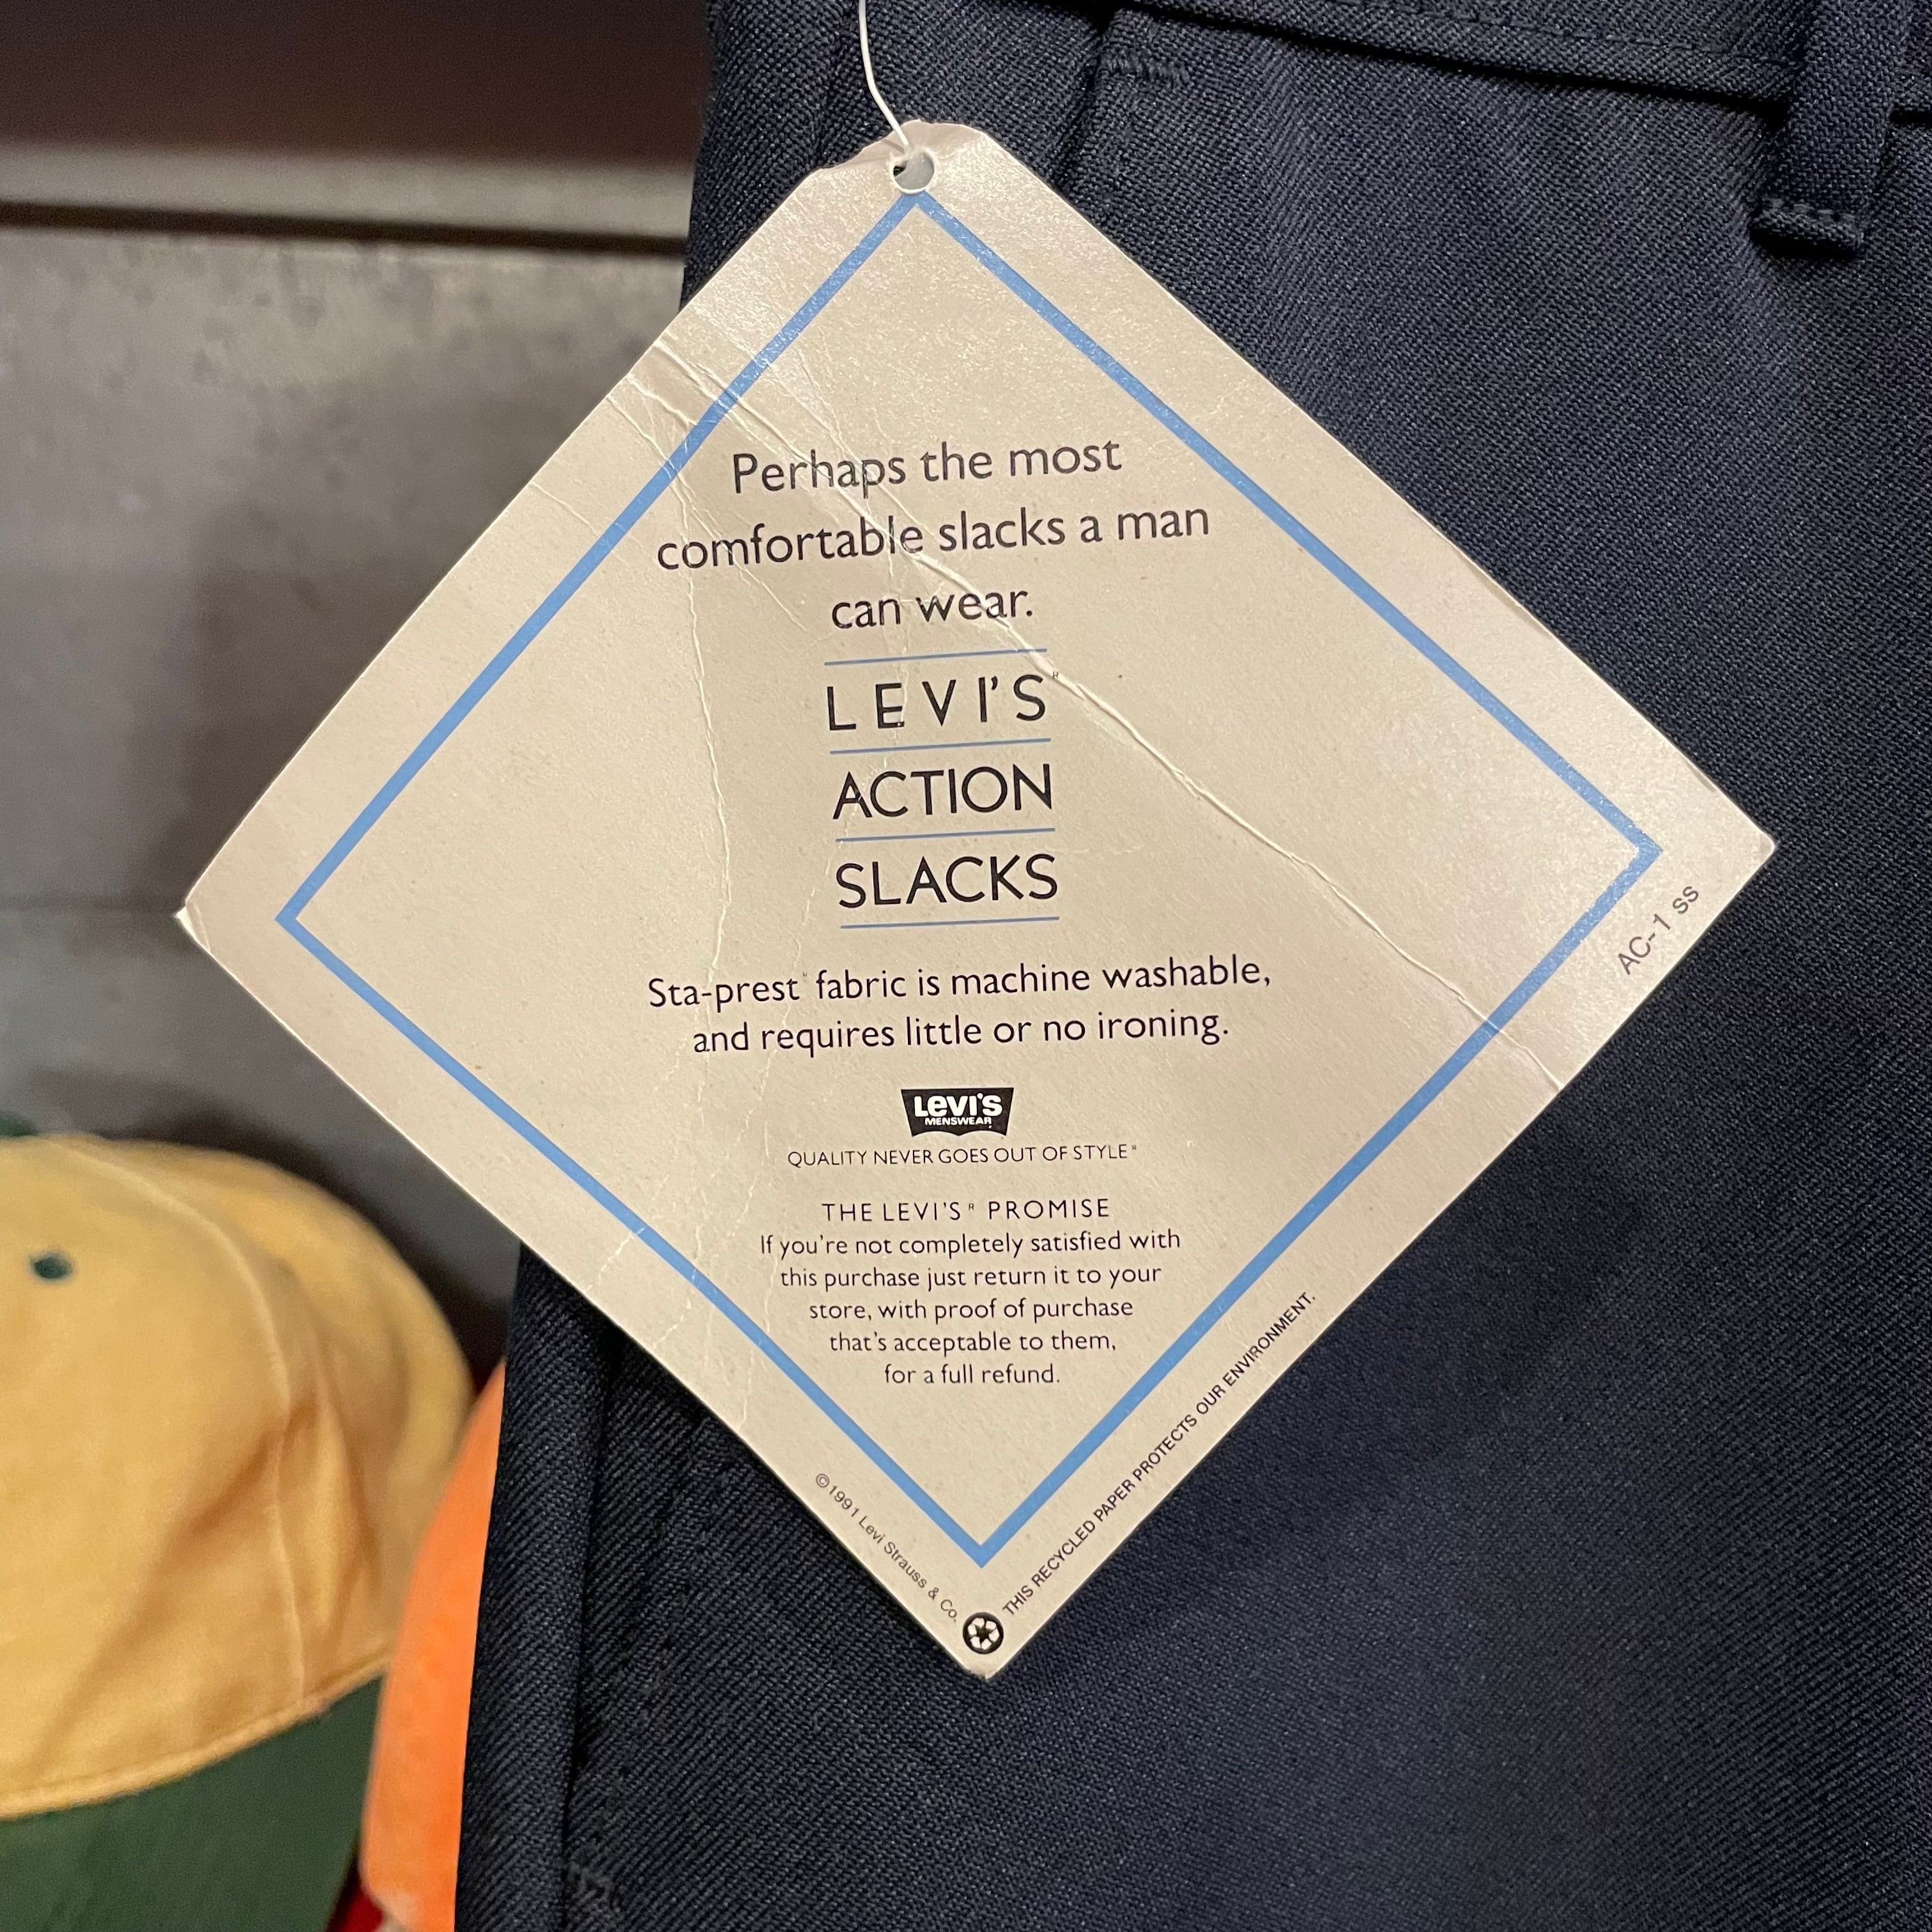 Perhaps the most
comfortable slacks a man
can wear.
LEVI'S®
ACTION
SLACKS
Sta-prest™ fabric is machine washable,
and requires little or no ironing.
Levi's
MENSWEAR
QUALITY NEVER GOES OUT OF STYLE®
THE LEVI'S® PROMISE
If you're not completely satisfied with
this purchase just return it to your
store, with proof of purchase
that's acceptable to them,
for a full refund.
AC-1 SS
©1991 Levi Strauss & Co.
THIS RECYCLED PAPER PROTECTS OUR ENVIRONMENT.